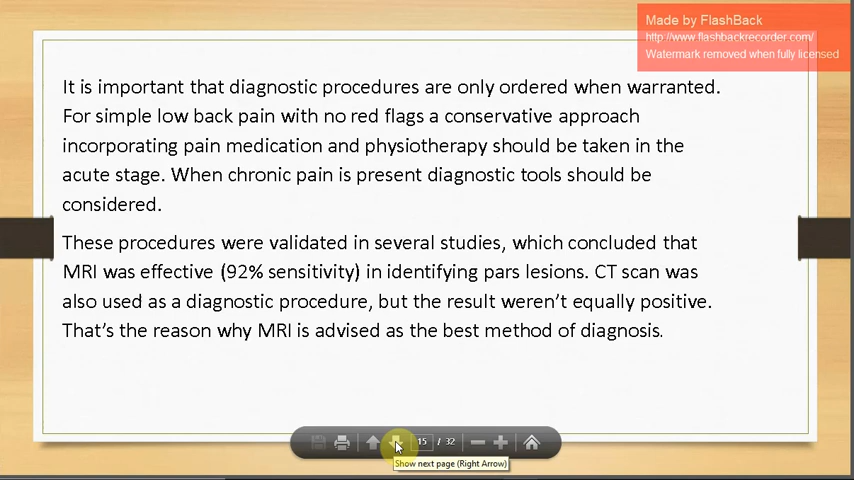 Made by FlashBack
http://www.flashbackrecorder.com/
Watermark removed when fully licensed
It is important that diagnostic procedures are only ordered when warranted.
For simple low back pain with no red flags a conservative approach
incorporating pain medication and physiotherapy should be taken in the
acute stage. When chronic pain is present diagnostic tools should be
considered.
These procedures were validated in several studies, which concluded that
MRI was effective (92% sensitivity) in identifying pars lesions. CT scan was
also used as a diagnostic procedure, but the result weren’t equally positive.
That’s the reason why MRI is advised as the best method of diagnosis.
15 / 32
Show next page (Right Arrow)